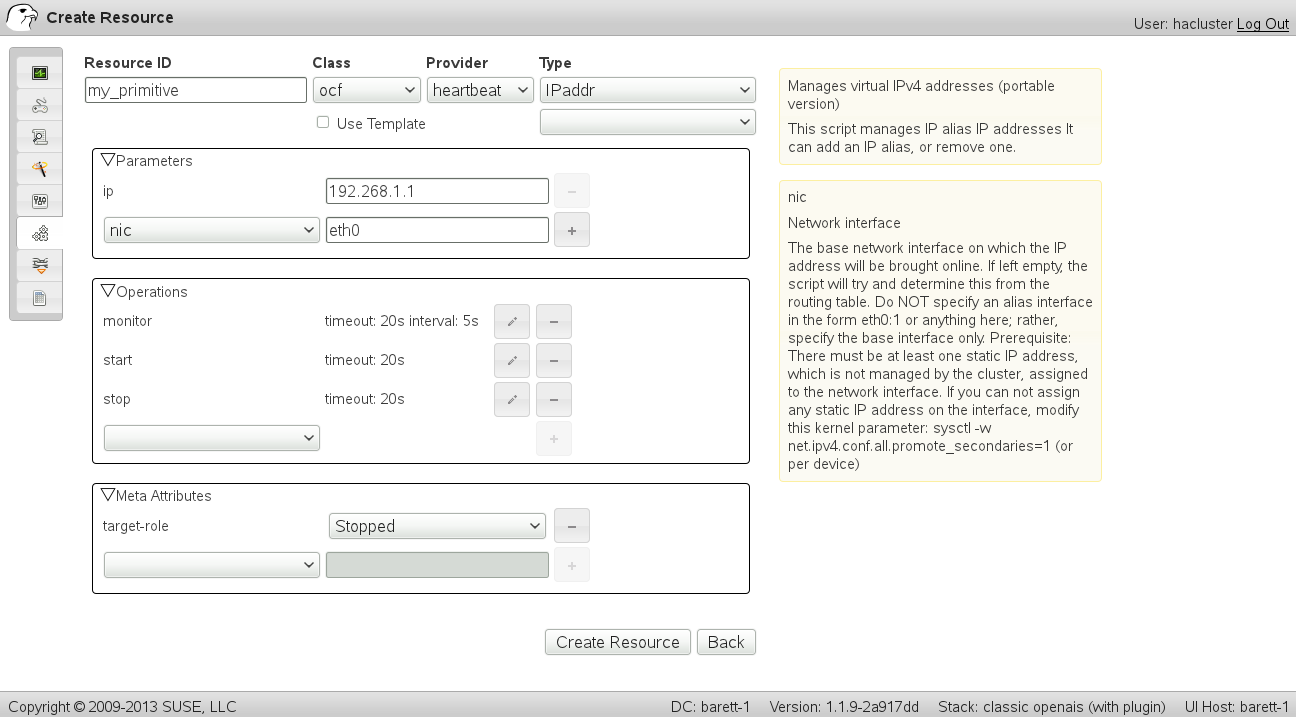 Create Resource
User: hacluster Log Out
Resource ID Class Provider Type
my_primitive ocf heartbeat IPaddr
Use Template
Parameters
ip 192.168.1.1
nic eth0
Operations
monitor timeout: 20s interval: 5s
start timeout: 20s
stop timeout: 20s
Meta Attributes
target-role Stopped
Create Resource Back
Manages virtual IPv4 addresses (portable
version)
This script manages IP alias IP addresses It
can add an IP alias, or remove one.
nic
Network interface
The base network interface on which the IP
address will be brought online. If left empty, the
script will try and determine this from the
routing table. Do NOT specify an alias interface
in the form eth0:1 or anything here; rather,
specify the base interface only. Prerequisite:
There must be at least one static IP address,
which is not managed by the cluster, assigned
to the network interface. If you can not assign
any static IP address on the interface, modify
this kernel parameter: sysctl -w
net.ipv4.conf.all.promote_secondaries=1 (or
per device)
Copyright © 2009-2013 SUSE, LLC DC: barett-1 Version: 1.1.9-2a917dd Stack: classic openais (with plugin) UI Host: barett-1